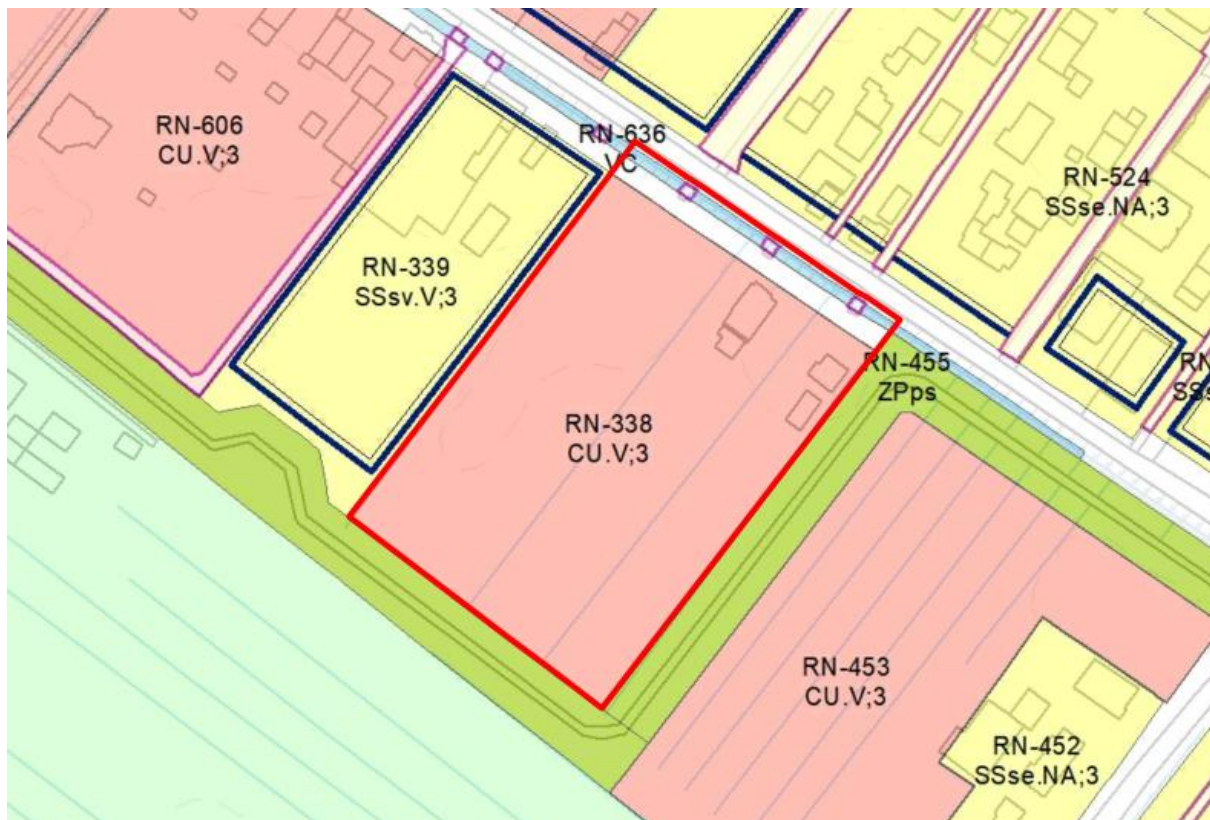 RN-606
CU.V;3
RN-636
VC
RN-524
SSse.NA;3
RN-339
SSsv.V;3
RN-455
ZPps
RN-338
CU.V;3
RN-453
CU.V;3
RN-452
SSse.NA;3